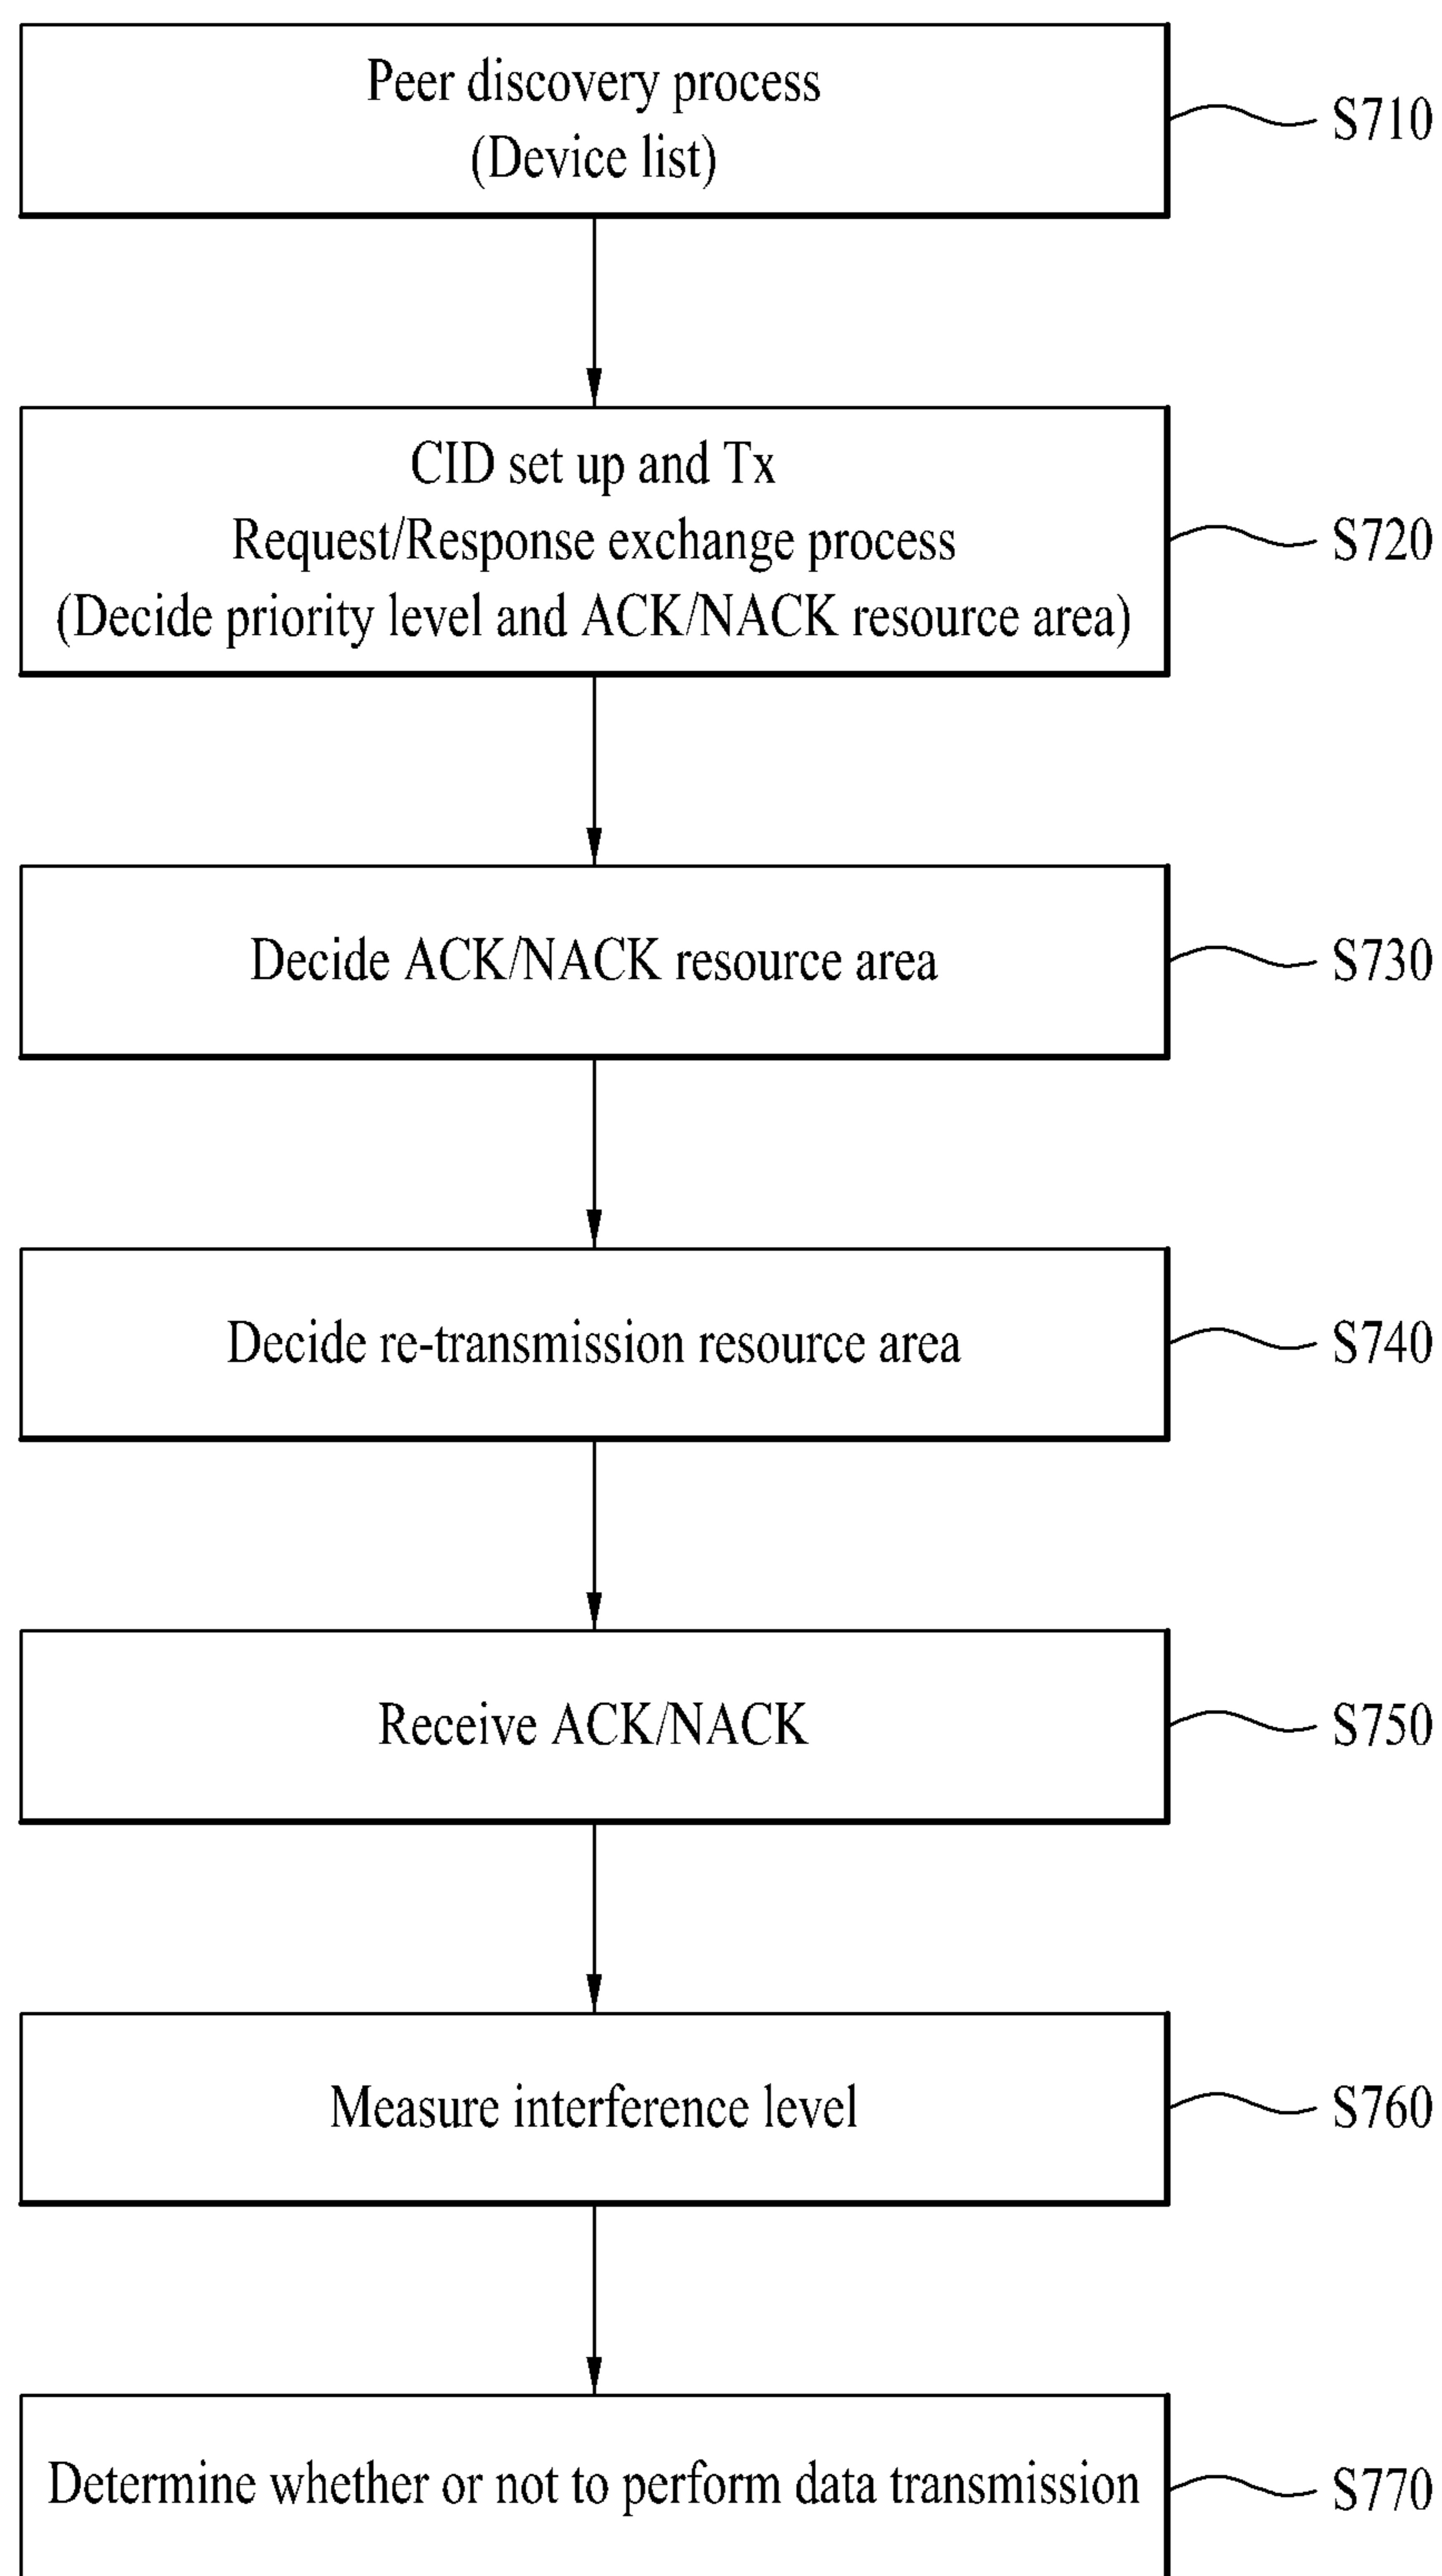 Peer discovery process
(Device list)
S710
CID set up and Tx
Request/Response exchange process
(Decide priority level and ACK/NACK resource area)
S720
Decide ACK/NACK resource area
S730
Decide re-transmission resource area
S740
Receive ACK/NACK
S750
Measure interference level
S760
Determine whether or not to perform data transmission
S770